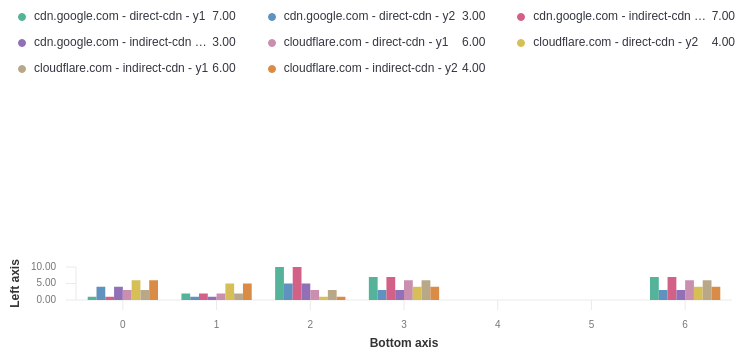 cdn.google.com - direct-cdn - y1 7.00 cdn.google.com - direct-cdn - y2 3.00 cdn.google.com - indirect-cdn … 7.00
cdn.google.com - indirect-cdn … 3.00 cloudflare.com - direct-cdn - y1 6.00 cloudflare.com - direct-cdn - y2 4.00
cloudflare.com - indirect-cdn - y1 6.00 cloudflare.com - indirect-cdn - y2 4.00
Left axis
10.00
5.00
0.00
0 1 2 3 4 5 6
Bottom axis